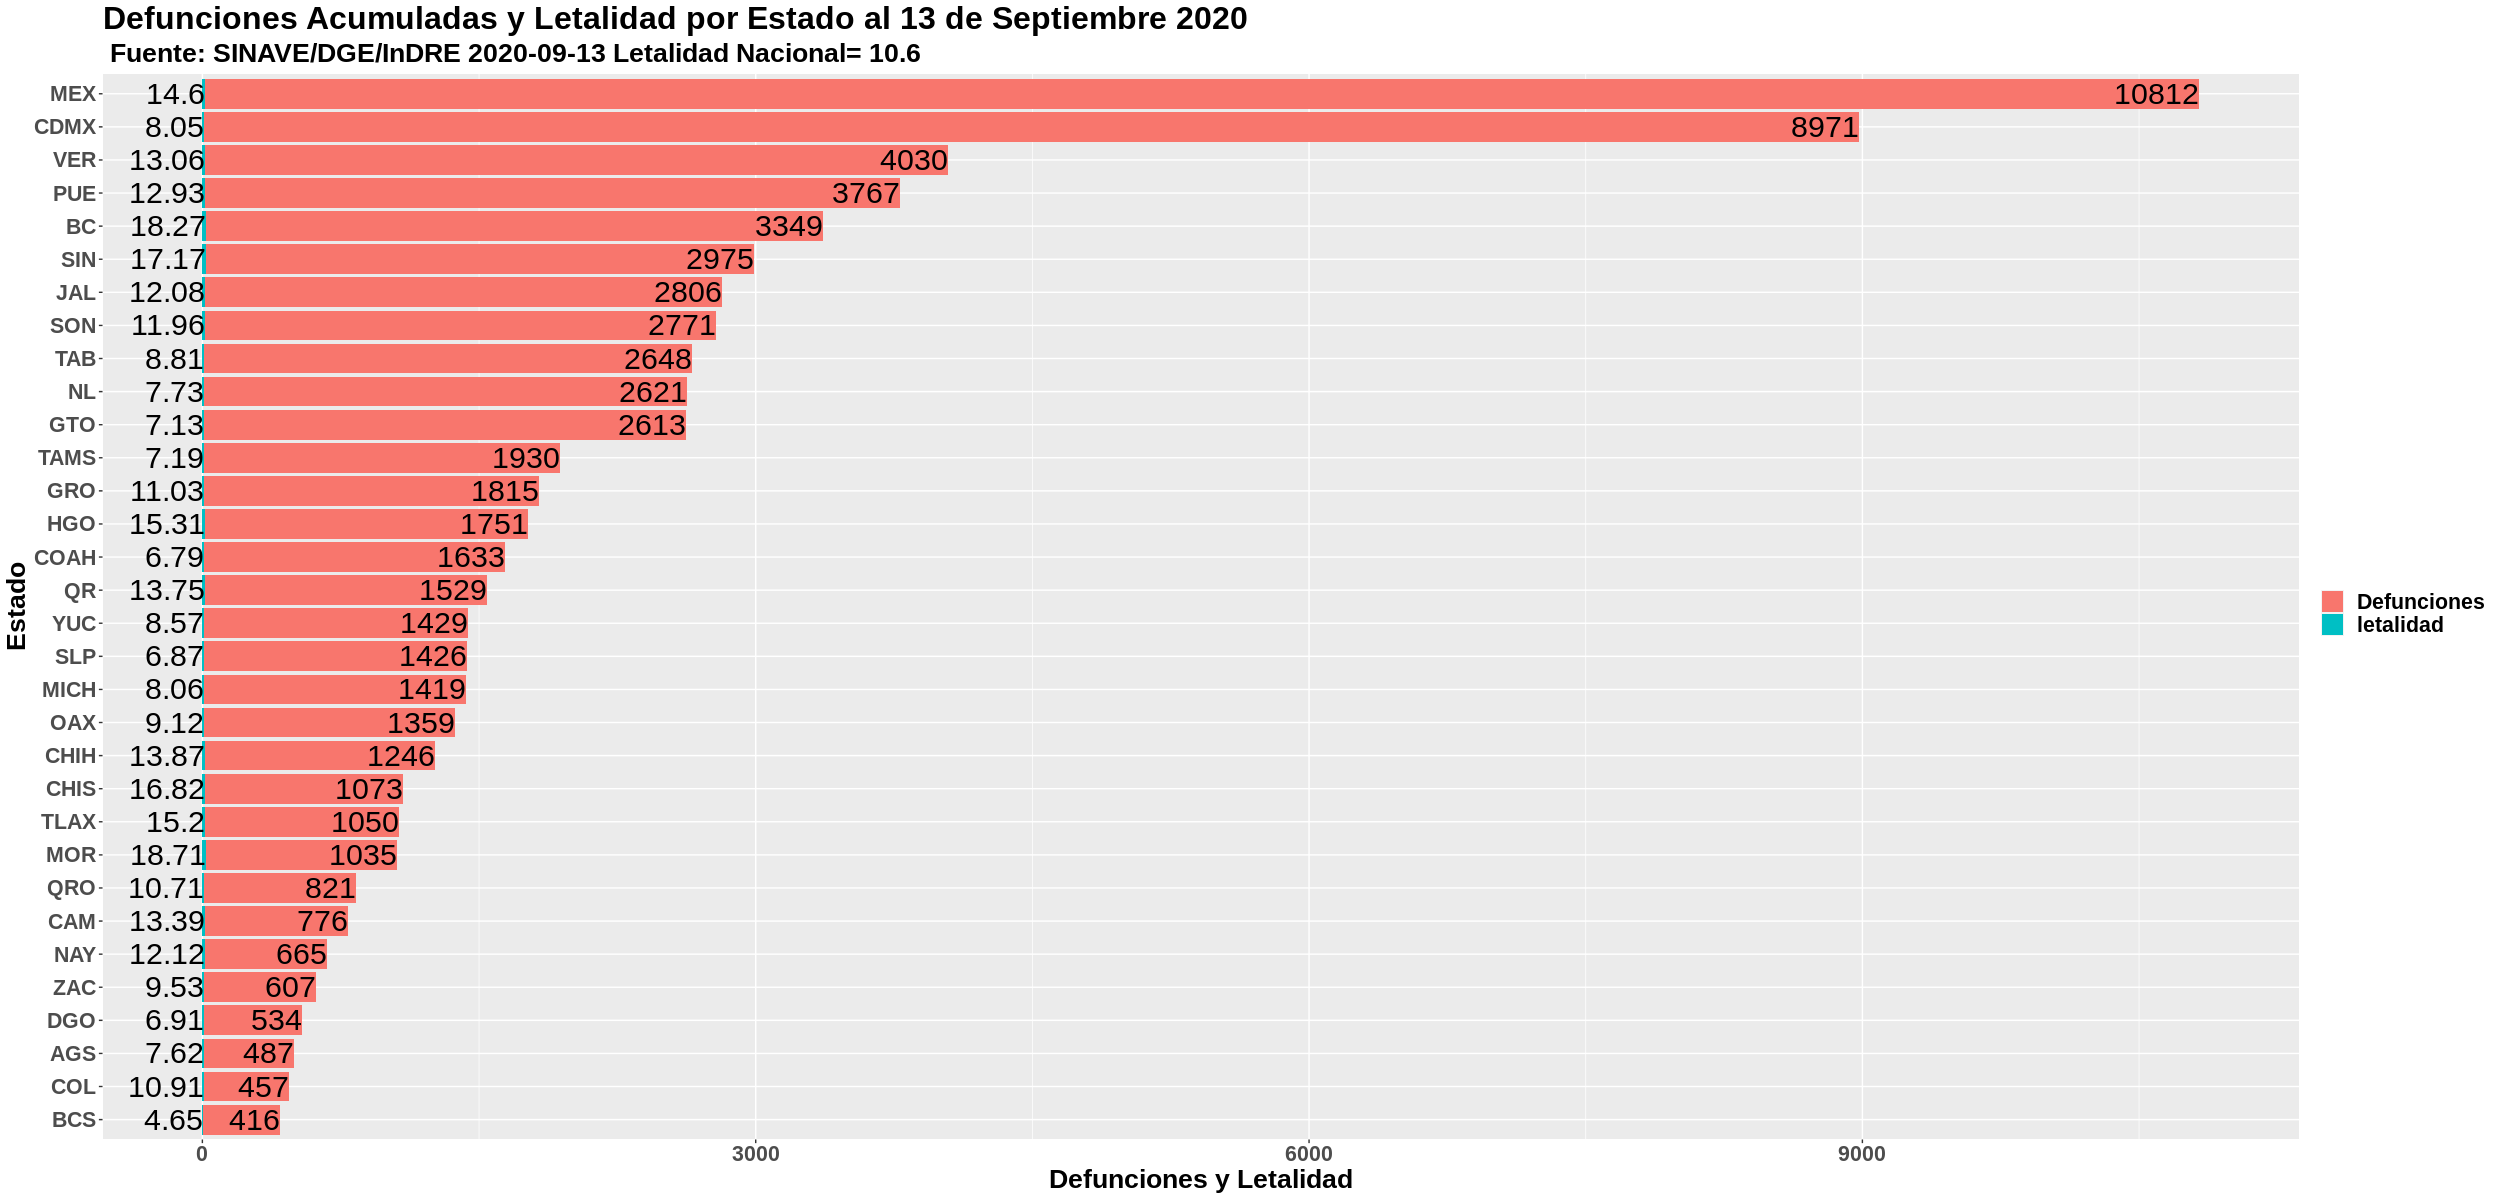 Defunciones Acumuladas y Letalidad por Estado al 13 de Septiembre 2020
Fuente: SINAVE/DGE/InDRE 2020-09-13 Letalidad Nacional= 10.6
MEX 14.6 10812
CDMX 8.05 8971
VER 13.06 4030
PUE 12.93 3767
BC 18.27 3349
SIN 17.17 2975
JAL 12.08 2806
SON 11.96 2771
TAB 8.81 2648
NL 7.73 2621
GTO 7.13 2613
TAMS 7.19 1930
GRO 11.03 1815
HGO 15.31 1751
COAH 6.79 1633
QR 13.75 1529
YUC 8.57 1429
SLP 6.87 1426
MICH 8.06 1419
OAX 9.12 1359
CHIH 13.87 1246
CHIS 16.82 1073
TLAX 15.2 1050
MOR 18.71 1035
QRO 10.71 821
CAM 13.39 776
NAY 12.12 665
ZAC 9.53 607
DGO 6.91 534
AGS 7.62 487
COL 10.91 457
BCS 4.65 416
Estado
0 3000 6000 9000
Defunciones y Letalidad
Defunciones
letalidad